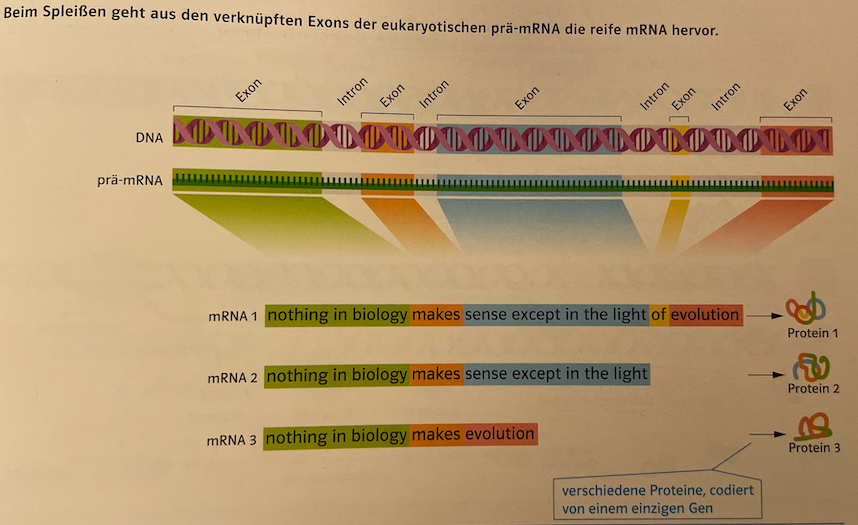 Beim Spleißen geht aus den verknüpften Exons der eukaryotischen prä-mRNA die reife mRNA hervor.
Exon Intron Exon Intron Exon Intron Exon Intron Exon
DNA
prä-mRNA
mRNA 1 nothing in biology makes sense except in the light of evolution
Protein 1
mRNA 2 nothing in biology makes sense except in the light
Protein 2
mRNA 3 nothing in biology makes evolution
Protein 3
verschiedene Proteine, codiert
von einem einzigen Gen